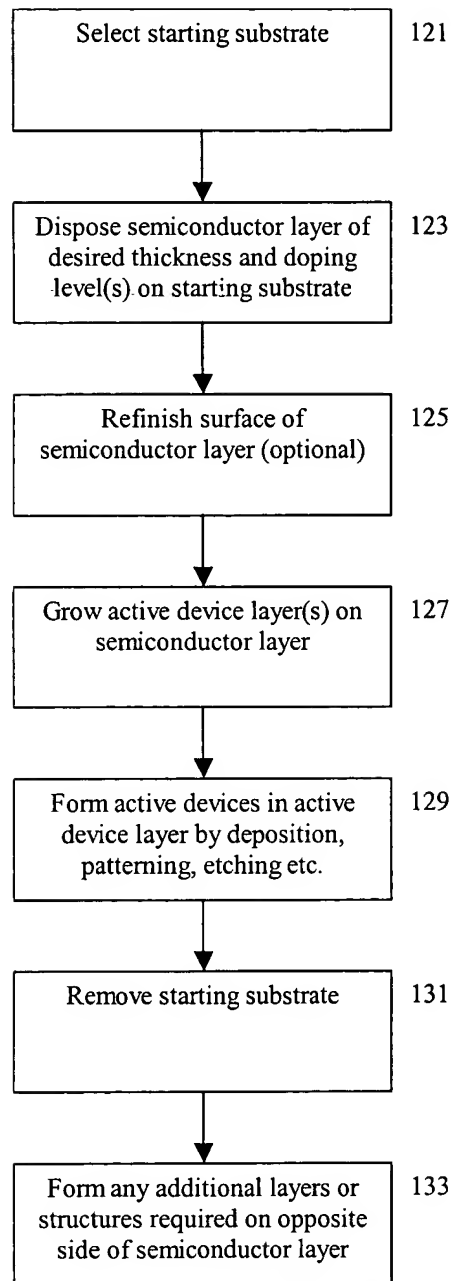 Select starting substrate 121
Dispose semiconductor layer of 123
desired thickness and doping
level(s) on starting substrate
Refinish surface of 125
semiconductor layer (optional)
Grow active device layer(s) on 127
semiconductor layer
Form active devices in active 129
device layer by deposition,
patterning, etching etc.
Remove starting substrate 131
Form any additional layers or 133
structures required on opposite
side of semiconductor layer